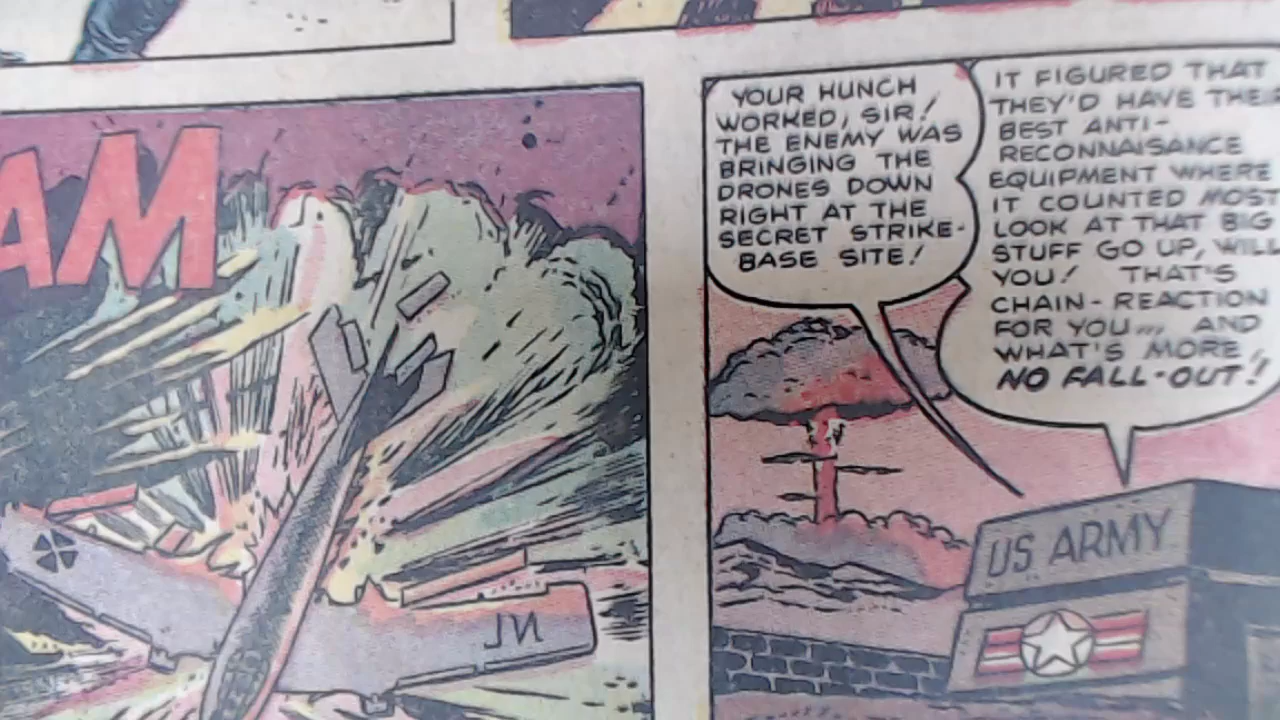 AM
YOUR HUNCH
WORKED, SIR!
THE ENEMY WAS
BRINGING THE
DRONES DOWN
RIGHT AT THE
SECRET STRIKE-
BASE SITE!
IT FIGURED THAT
THEY'D HAVE THEI
BEST ANTI-
RECONNAISANCE
EQUIPMENT WHERE
IT COUNTED MOST
LOOK AT THAT BIG
STUFF GO UP, WILL
YOU! THAT'S
CHAIN-REACTION
FOR YOU... AND
WHAT'S MORE,
NO FALL-OUT!
US ARMY